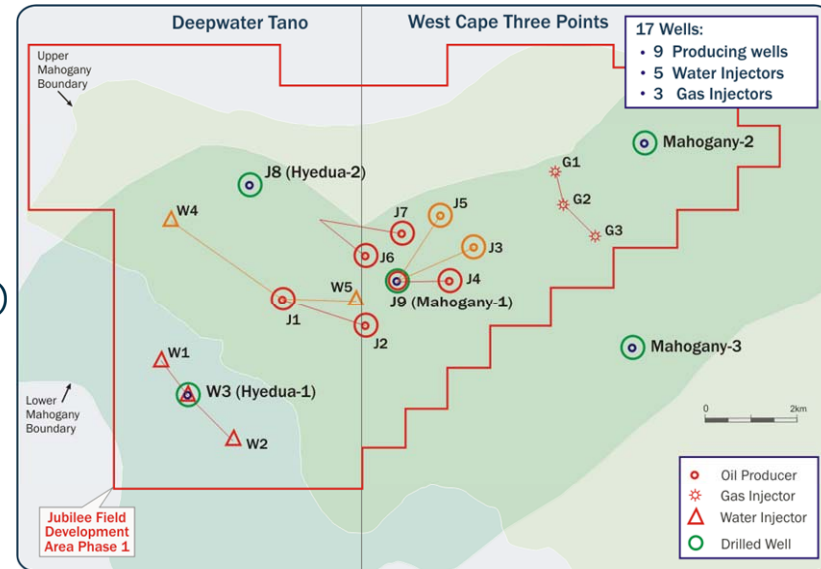 Deepwater Tano
West Cape Three Points
17 Wells:
• 9 Producing wells
• 5 Water Injectors
• 3 Gas Injectors
Upper
Mahogany
Boundary
J8 (Hyedua-2)
Mahogany-2
G1
G2
G3
W4
J7
J5
J6
J3
W5
J4
J9 (Mahogany-1)
J1
J2
Mahogany-3
W1
W3 (Hyedua-1)
W2
Lower
Mahogany
Boundary
0 2km
Jubilee Field
Development
Area Phase 1
Oil Producer
Gas Injector
Water Injector
Drilled Well